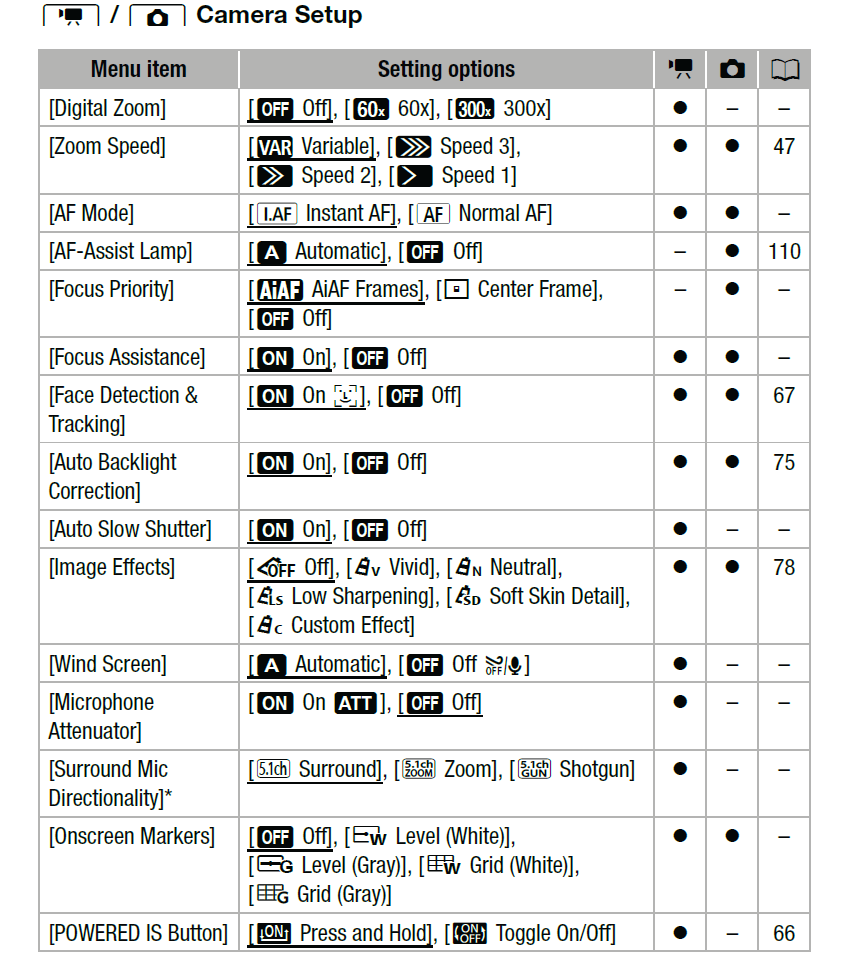 / Camera Setup
Menu item Setting options
[Digital Zoom] [OFF Off], [60x 60x], [300x 300x] ● – –
[Zoom Speed] [VAR Variable], [Speed 3], ● ● 47
[Speed 2], [Speed 1]
[AF Mode] [I.AF Instant AF], [AF Normal AF] ● ● –
[AF-Assist Lamp] [A Automatic], [OFF Off] – ● 110
[Focus Priority] [AiAF AiAF Frames], [Center Frame], – ● –
[OFF Off]
[Focus Assistance] [ON On], [OFF Off] ● ● –
[Face Detection & [ON On], [OFF Off] ● ● 67
Tracking]
[Auto Backlight [ON On], [OFF Off] ● ● 75
Correction]
[Auto Slow Shutter] [ON On], [OFF Off] ● – –
[Image Effects] [OFF Off], [V Vivid], [N Neutral], ● ● 78
[LS Low Sharpening], [SD Soft Skin Detail],
[C Custom Effect]
[Wind Screen] [A Automatic], [OFF Off OFF/] ● – –
[Microphone [ON On ATT], [OFF Off] ● – –
Attenuator]
[Surround Mic [5.1ch Surround], [5.1ch ZOOM Zoom], [5.1ch GUN Shotgun] ● – –
Directionality]*
[Onscreen Markers] [OFF Off], [W Level (White)], ● ● –
[G Level (Gray)], [W Grid (White)],
[G Grid (Gray)]
[POWERED IS Button] [ON Press and Hold], [ON OFF Toggle On/Off] ● – 66